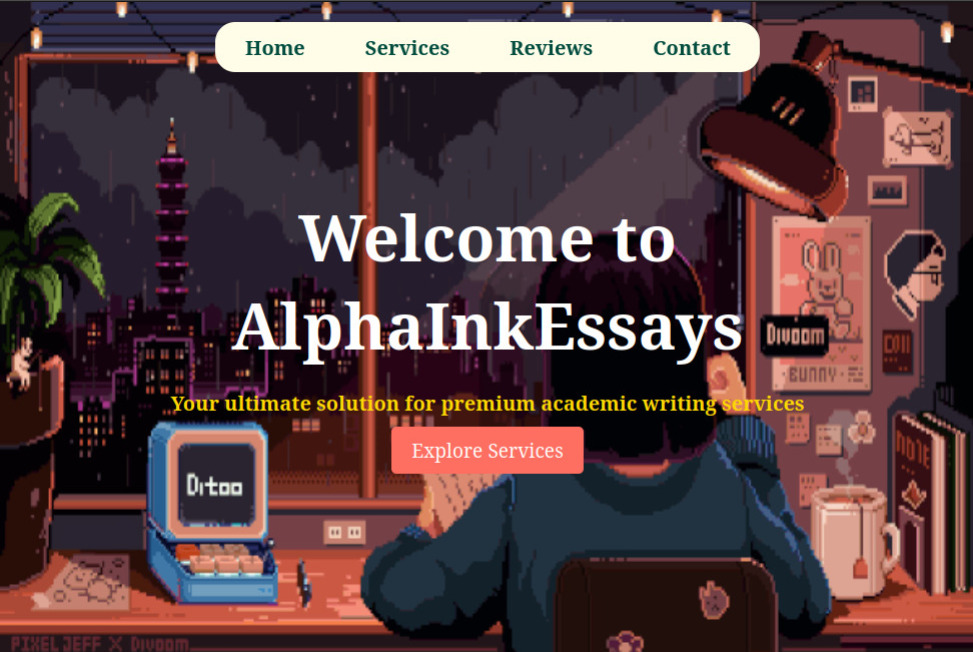 Home Services Reviews Contact
Welcome to
AlphaInkEssays
Divoom
BUNNY
Your ultimate solution for premium academic writing services
Explore Services
NOTE
Ditoo
PIXEL JEFF X Divoom